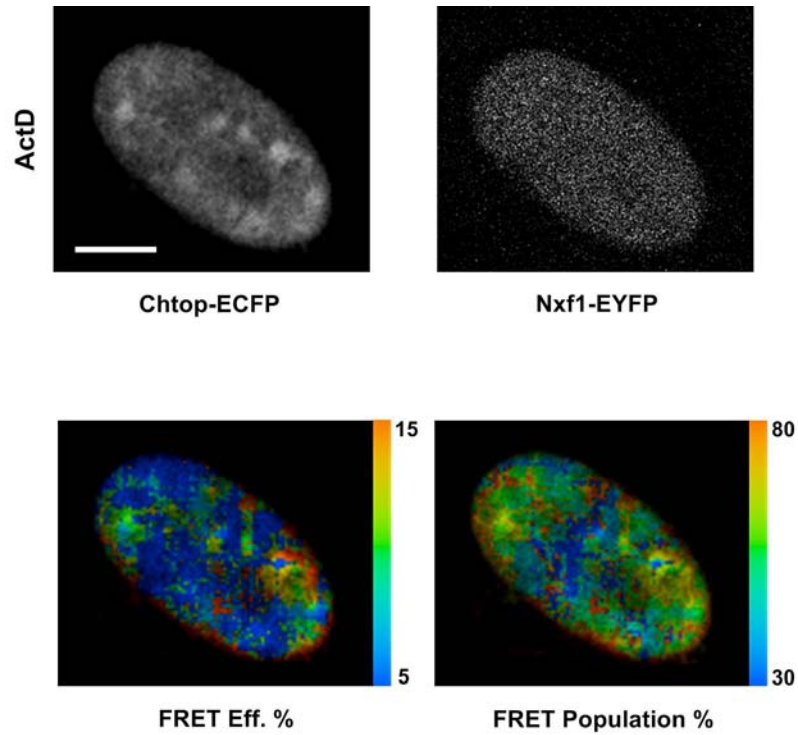 ActD
Chtop-ECFP
Nxf1-EYFP
15
5
80
30
FRET Eff. %
FRET Population %